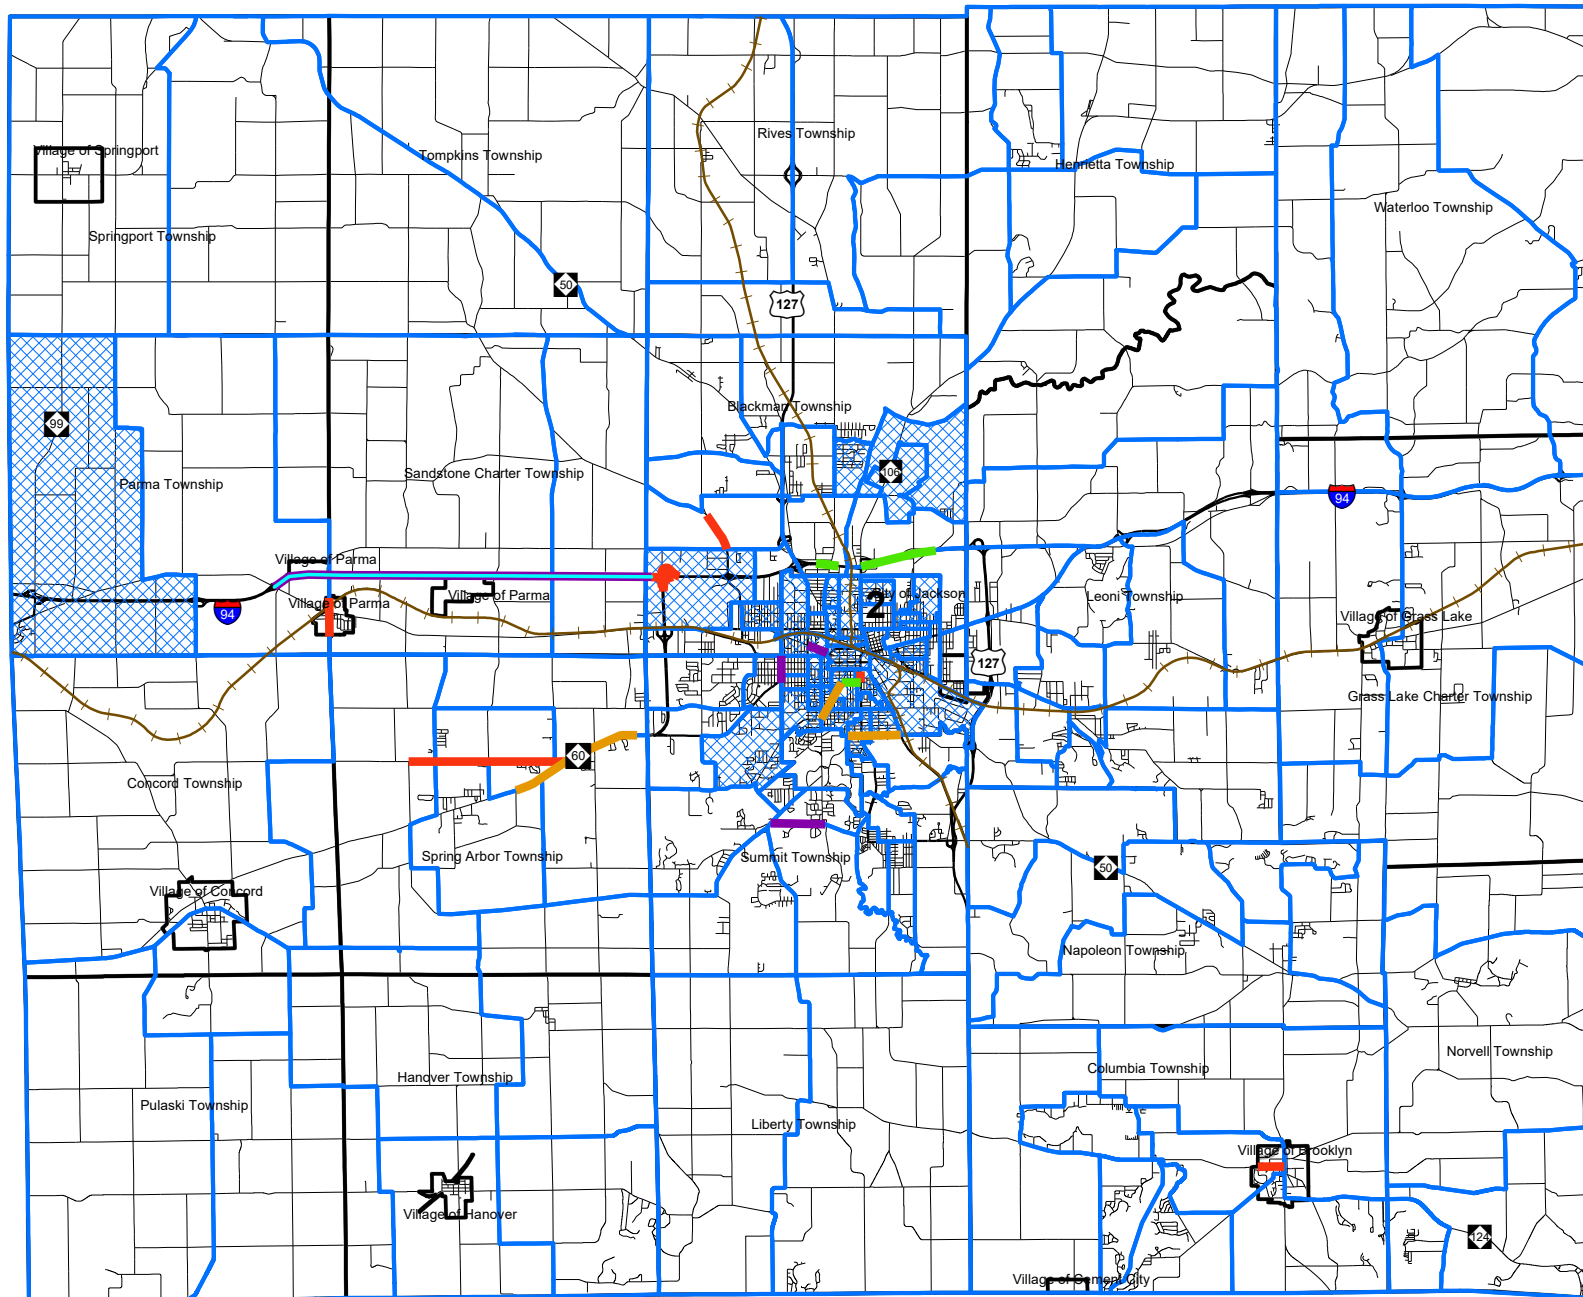 Rives Township
Village of Springport
Tompkins Township
Henrietta Township
Waterloo Township
Springport Township
50
127
Blackman Township
99
106
Sandstone Charter Township
Parma Township
94
Village of Parma
Village of Parma
Village of Parma
94
2
City of Jackson
Leoni Township
Village of Grass Lake
127
Grass Lake Charter Township
60
Concord Township
Spring Arbor Township
Summit Township
50
Village of Concord
Napoleon Township
Norvell Township
Columbia Township
Hanover Township
Pulaski Township
Liberty Township
Village of Brooklyn
Village of Hanover
124
Village of Cement City